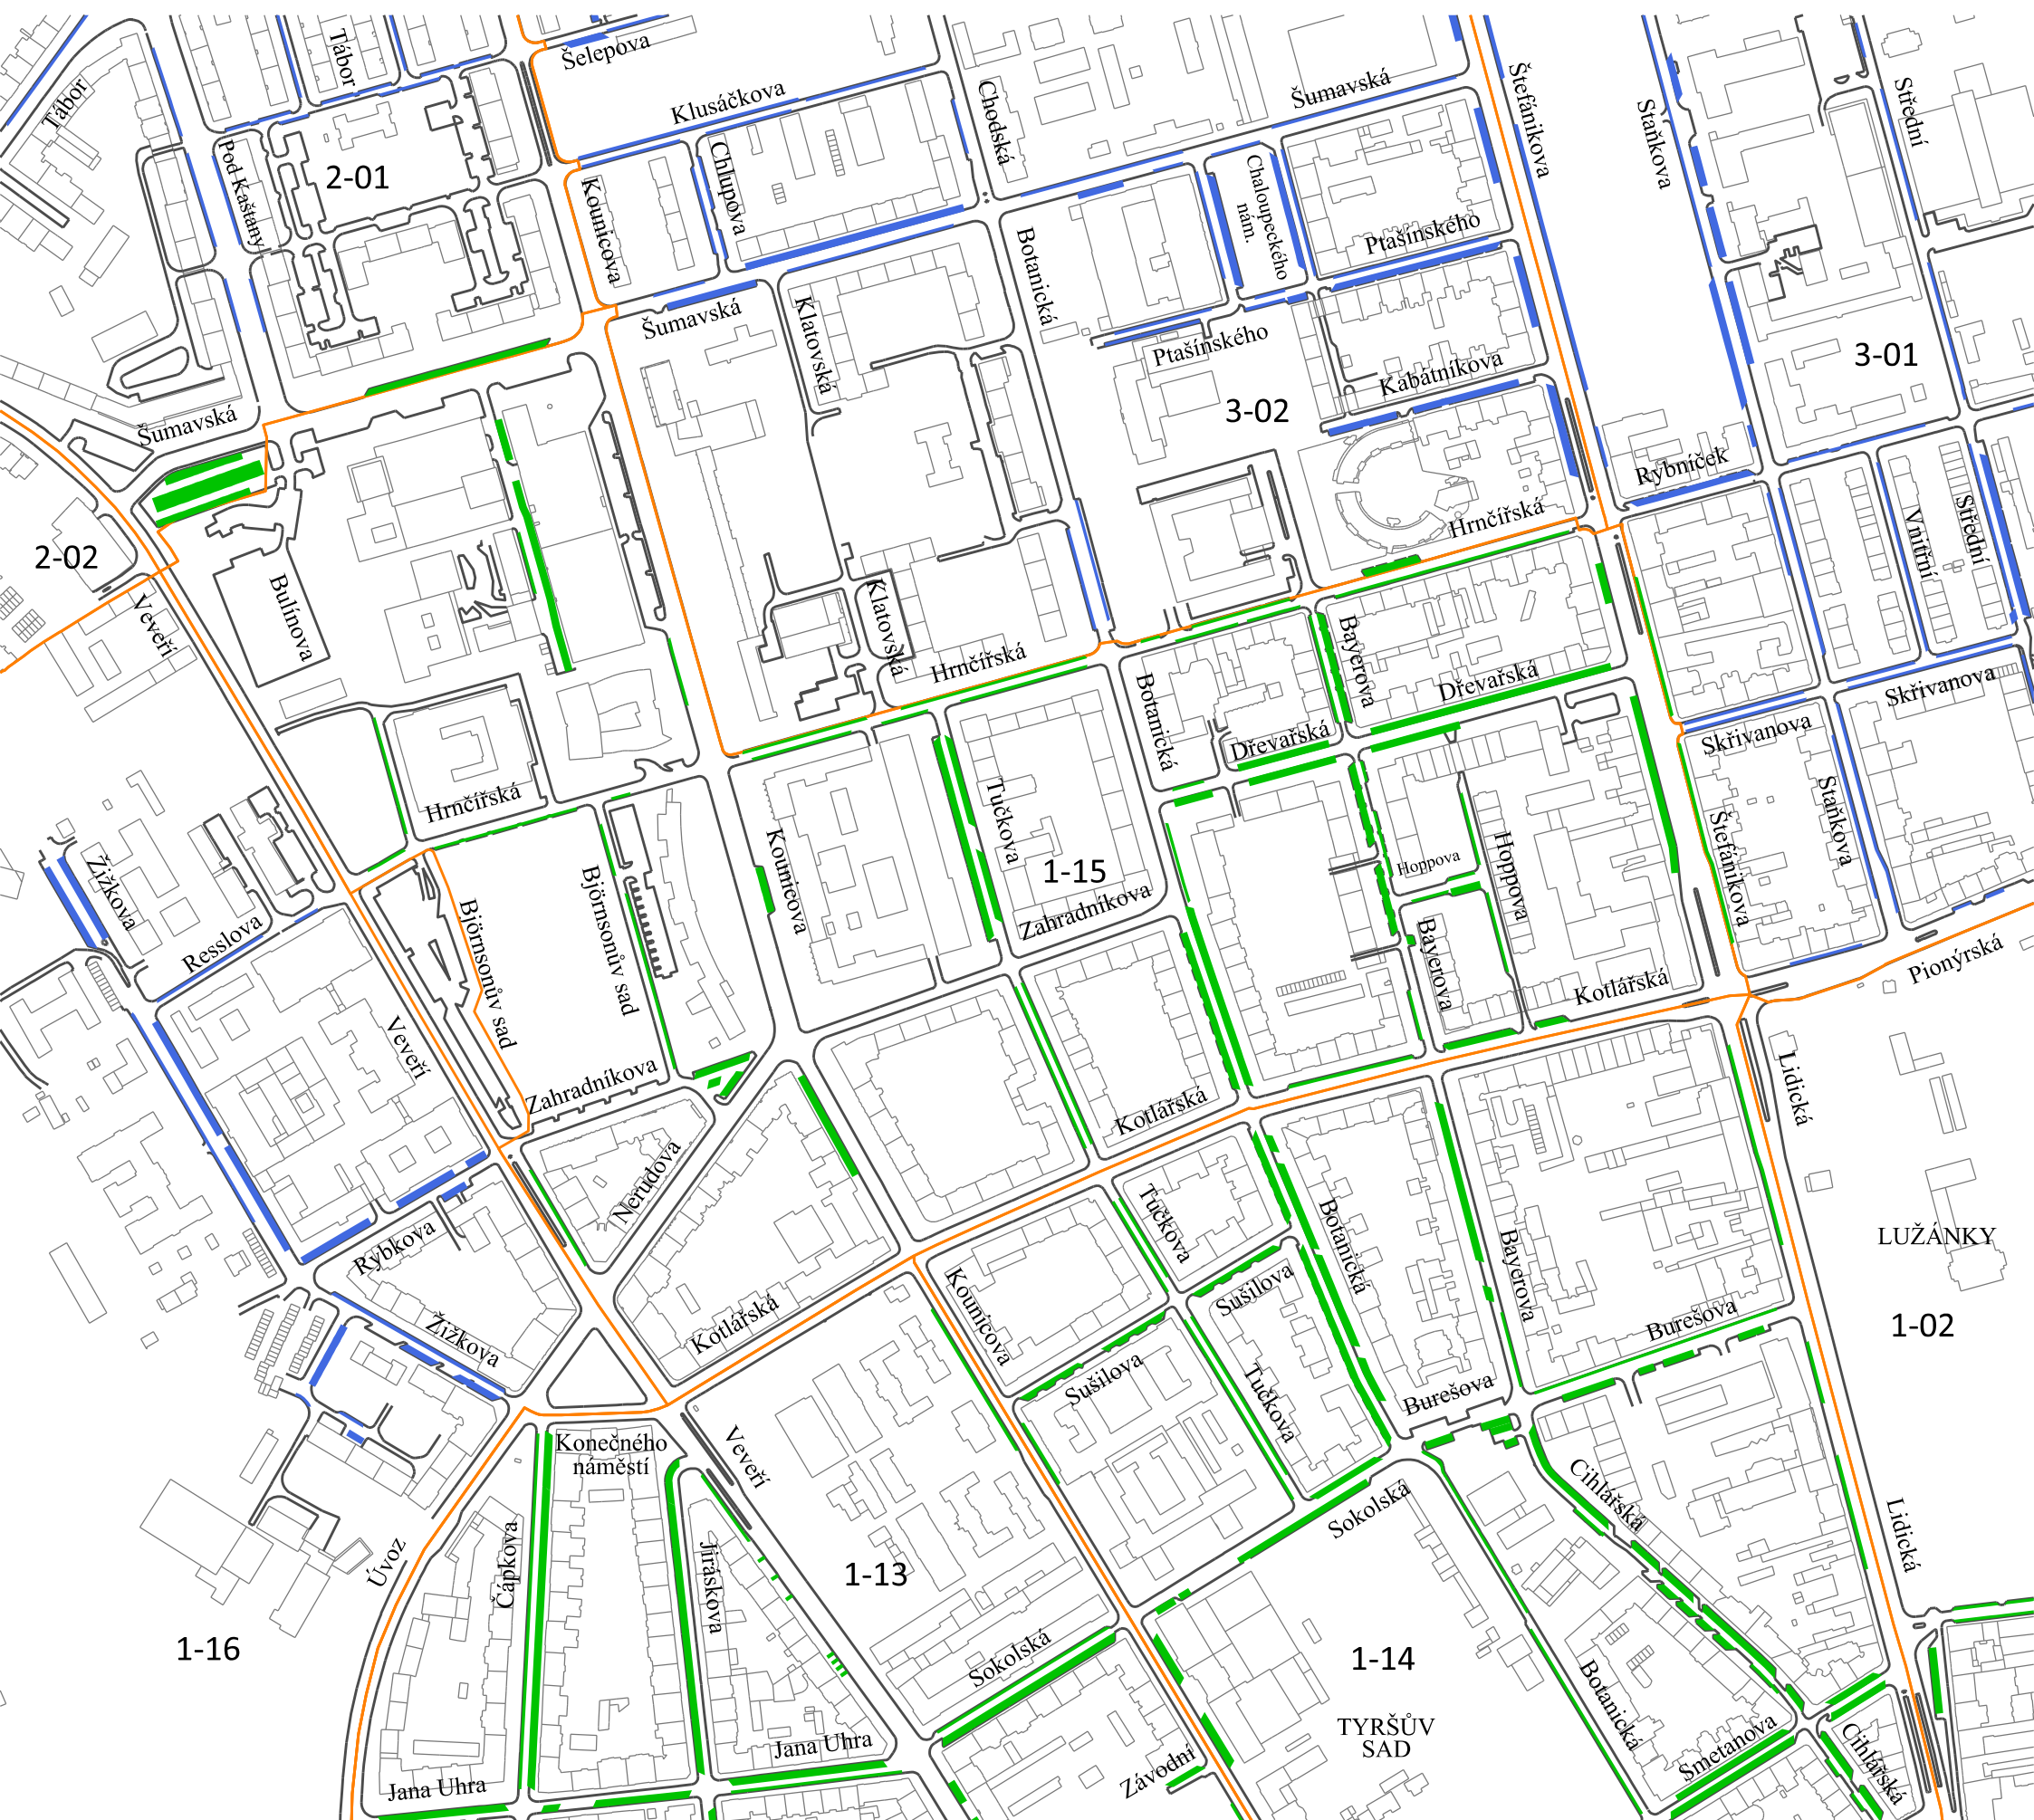 Šelepova
Tábor
Tábor
Klusáčkova
Chodská
Šumavská
Štefánikova
Staňkova
Střední
Pod Kaštany
2-01
Kounicova
Chlupova
Chaloupeckého
nám.
Ptašínského
Botanická
Šumavská
Klatovská
Ptašínského
Kabátníkova
3-01
3-02
Šumavská
Rybníček
Hrnčířská
Vnitřní
Střední
2-02
Veveří
Bulínova
Klatovská
Hrnčířská
Bayerova
Botanická
Dřevařská
Dřevařská
Skřivanova
Skřivanova
Hrnčířská
Tučkova
Kounicova
1-15
Zahradníkova
Hoppova
Hoppova
Štefánikova
Staňkova
Žižkova
Resslova
Björnsonův sad
Björnsonův sad
Bayerova
Kotlářská
Pionýrská
Veveří
Zahradníkova
Kotlářská
Lidická
Nerudova
Tučkova
Botanická
Bayerova
LUŽÁNKY
Rybkova
Žižkova
Kotlářská
Kounicova
Sušilova
Sušilova
Burešova
1-02
Tučkova
Burešova
Konečného
náměstí
Veveří
Sokolská
Cihlářská
Lidická
Úvoz
Čápkova
Jiráskova
1-13
1-16
Sokolská
1-14
Botanická
TYRŠŮV
SAD
Smetanova
Cihlářská
Závodní
Jana Uhra
Jana Uhra